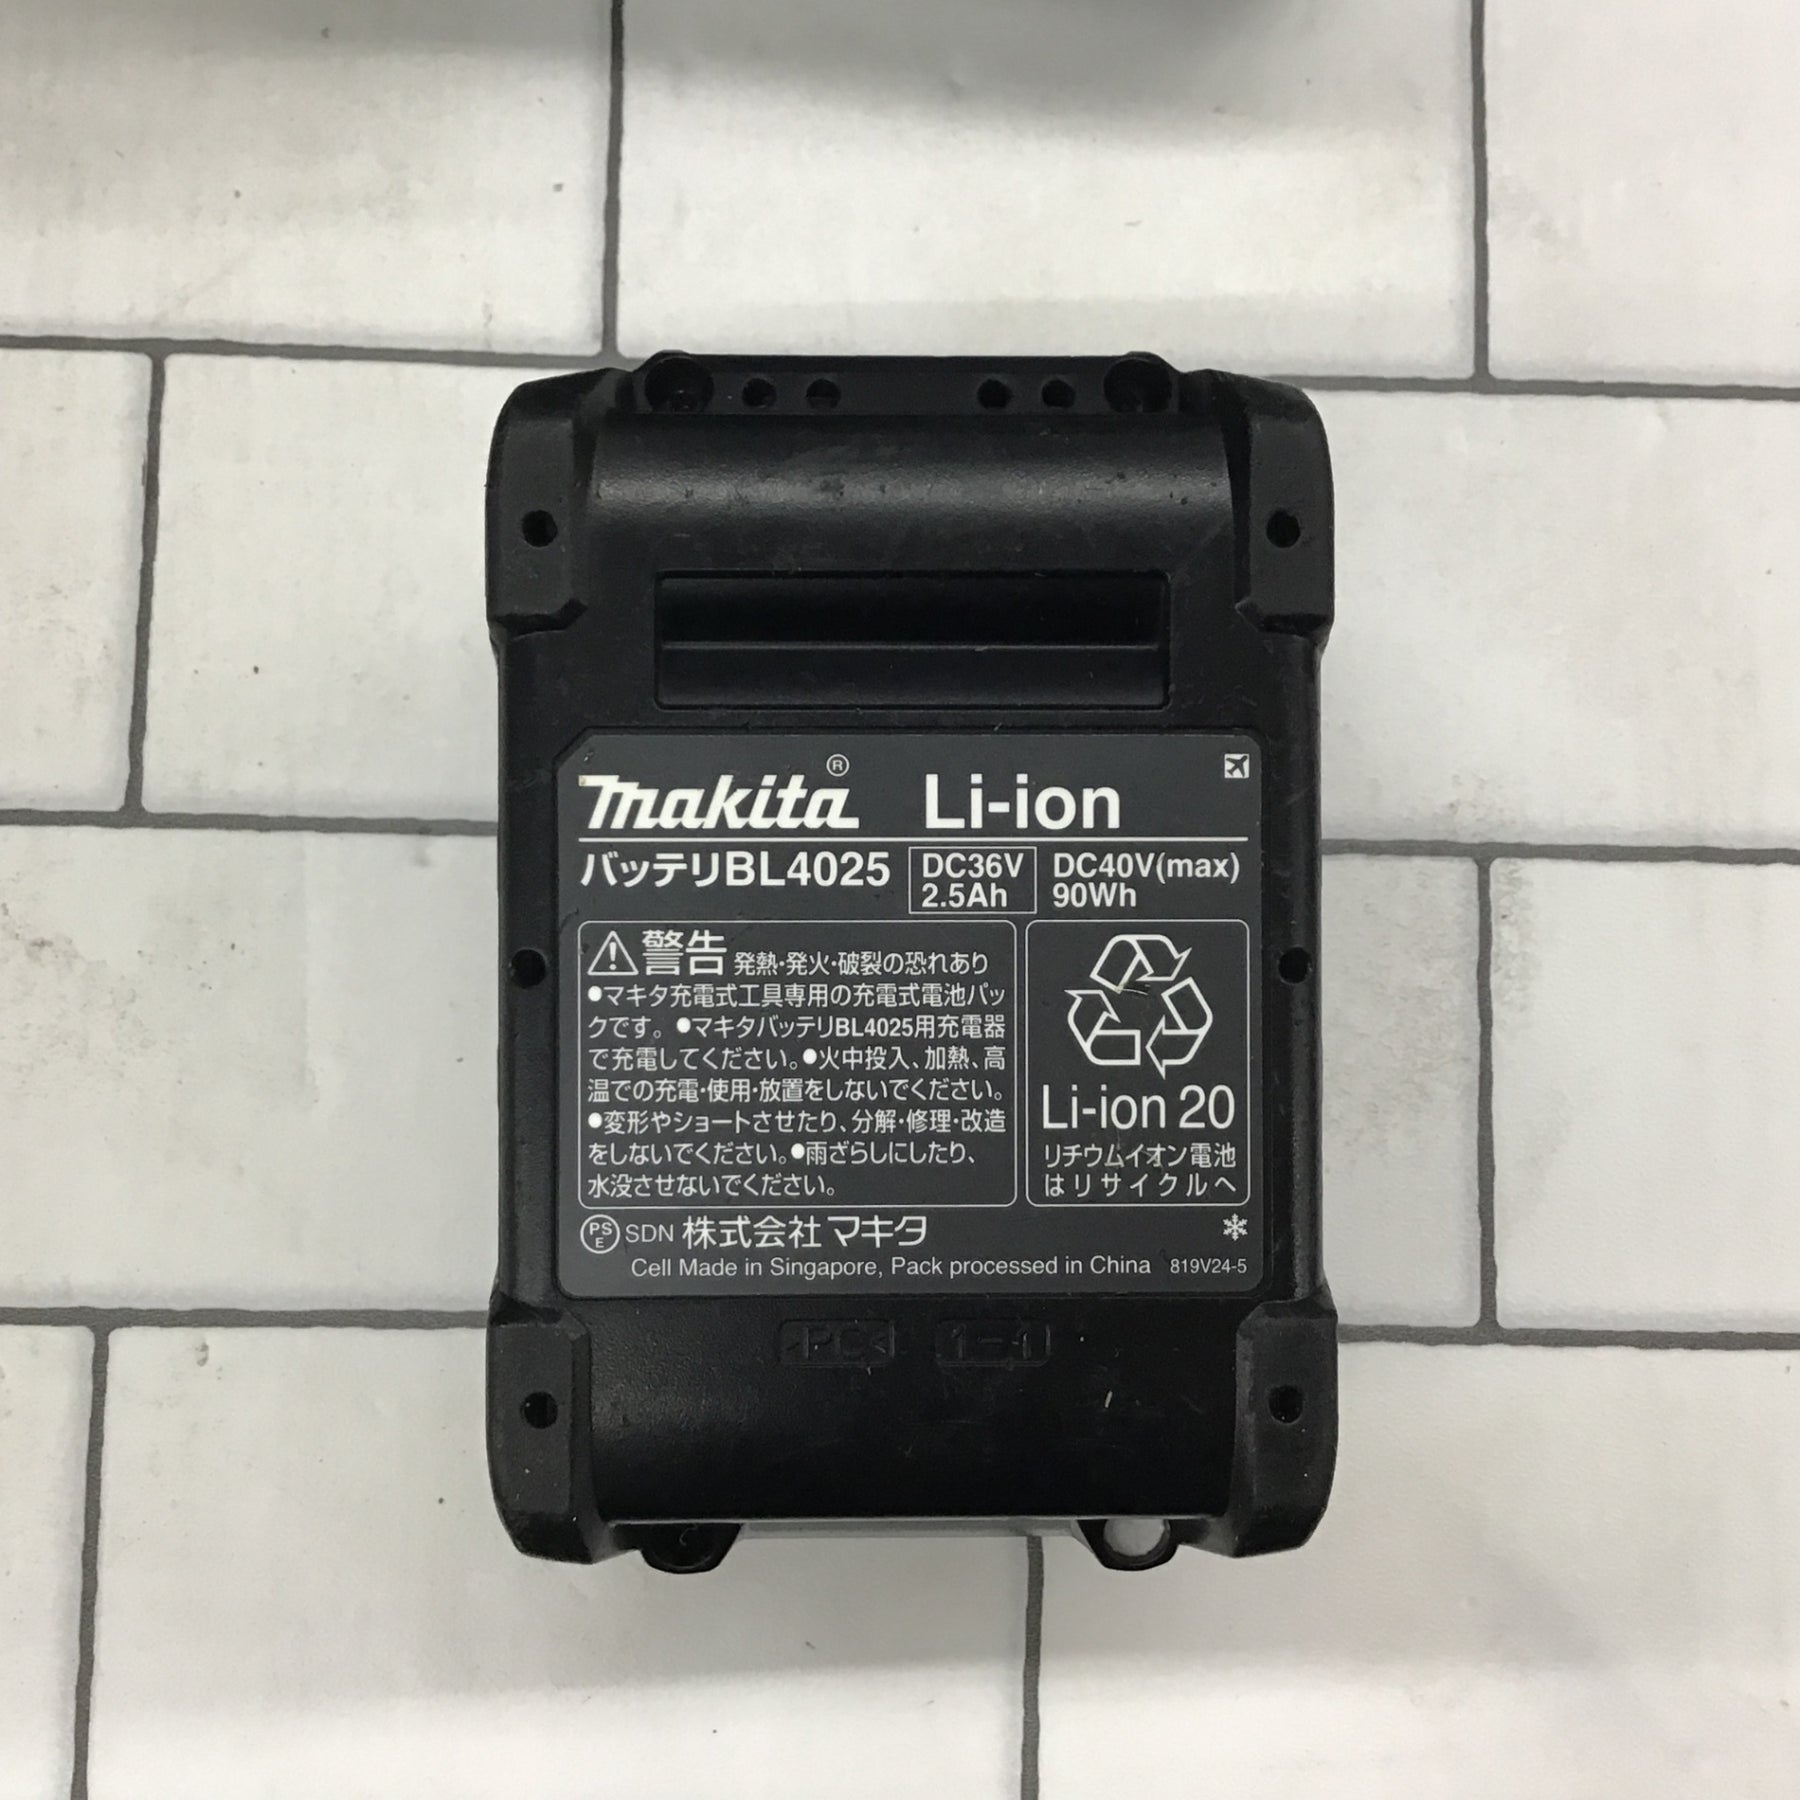 makita® Li-ion
バッテリBL4025 DC36V DC40V(max)
2.5Ah 90Wh
⚠警告 発熱・発火・破裂の恐れあり
●マキタ充電式工具専用の充電式電池パッ
クです。●マキタバッテリBL4025用充電器
で充電してください。●火中投入、加熱、高
温での充電・使用・放置をしないでください。
●変形やショートさせたり、分解・修理・改造
をしないでください。●雨ざらしにしたり、
水没させないでください。
Li-ion 20
リチウムイオン電池
はリサイクルへ
PSE SDN 株式会社マキタ
Cell Made in Singapore, Pack processed in China 819V24-5
>PC< 1-1